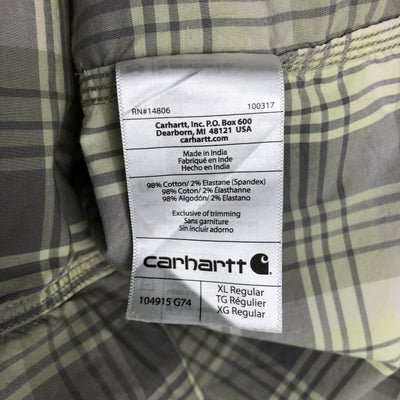 RN#14806 100317
Carhartt, Inc. P.O. Box 600
Dearborn, MI 48121 USA
carhartt.com
Made in India
Fabriqué en Inde
Hecho en India
98% Cotton/ 2% Elastane (Spandex)
98% Coton/ 2% Élasthanne
98% Algodón/ 2% Elastano
Exclusive of trimming
Sans garniture
Sin incluir adorno
carhartt
104915 G74
XL Regular
TG Régulier
XG Regular